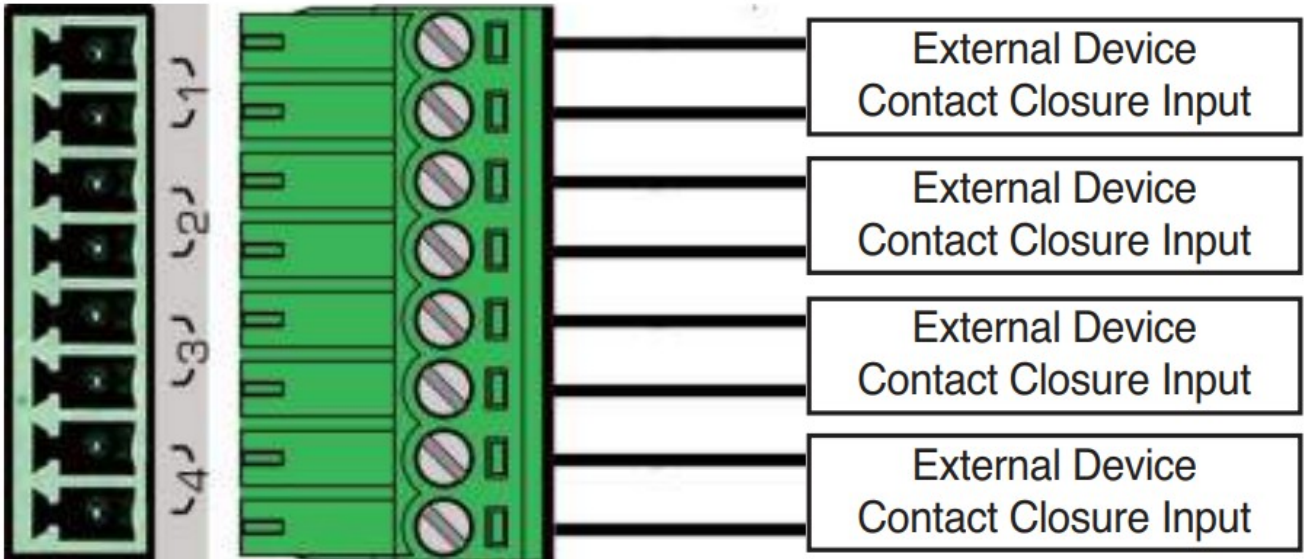 1
External Device
Contact Closure Input
2
External Device
Contact Closure Input
3
External Device
Contact Closure Input
4
External Device
Contact Closure Input